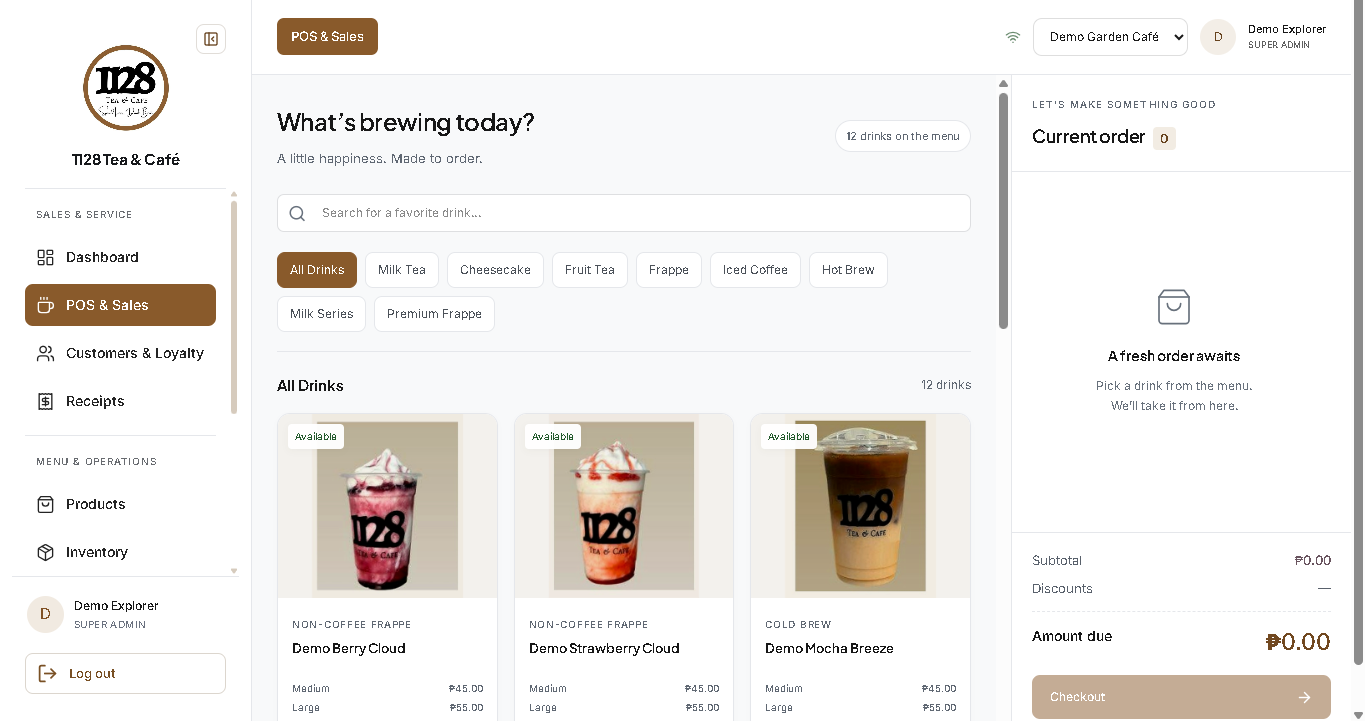 1128
Tea & Café
1128 Tea & Café
SALES & SERVICE
Dashboard
POS & Sales
Customers & Loyalty
Receipts
MENU & OPERATIONS
Products
Inventory
D
Demo Explorer
SUPER ADMIN
Log out
POS & Sales
Demo Garden Café
D
Demo Explorer
SUPER ADMIN
What's brewing today?
A little happiness. Made to order.
12 drinks on the menu
Search for a favorite drink...
All Drinks
Milk Tea
Cheesecake
Fruit Tea
Frappe
Iced Coffee
Hot Brew
Milk Series
Premium Frappe
All Drinks
12 drinks
Available
1128
Tea & Café
NON-COFFEE FRAPPE
Demo Berry Cloud
Medium ₱45.00
Large ₱55.00
Available
1128
Tea & Café
NON-COFFEE FRAPPE
Demo Strawberry Cloud
Medium ₱45.00
Large ₱55.00
Available
1128
Tea & Café
COLD BREW
Demo Mocha Breeze
Medium ₱45.00
Large ₱55.00
LET'S MAKE SOMETHING GOOD
Current order 0
A fresh order awaits
Pick a drink from the menu.
We'll take it from here.
Subtotal ₱0.00
Discounts —
Amount due ₱0.00
Checkout